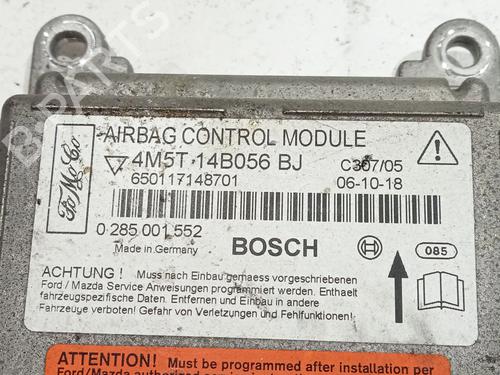 FoMoCo
AIRBAG CONTROL MODULE
4M5T 14B056 BJ
C307/05
650117148701
06-10-18
0 285 001 552
Made in Germany
BOSCH
085
ACHTUNG ! Muss nach Einbau gemaess vorgeschriebenen
Ford / Mazda Service Anweisungen programmiert werden. Enthaelt
fahrzeugspezifische Daten. Entfernen und Einbau in andere
Fahrzeuge verboten! Gefahr von Verletzungen und Fehlfunktionen!
ATTENTION! Must be programmed after installation per